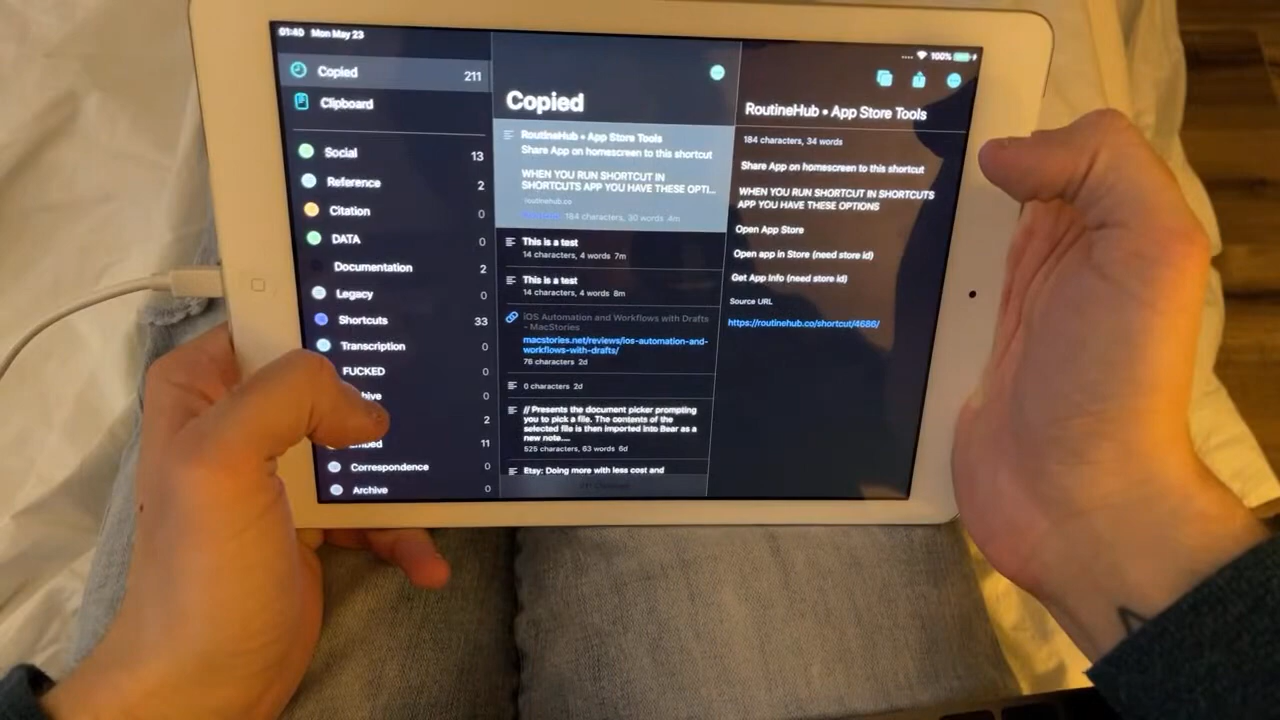 01:40 Mon May 23
100%
Copied 211
Clipboard
Social 13
Reference 2
Citation 0
DATA 0
Documentation 2
Legacy 0
Shortcuts 33
Transcription 0
FUCKED
hive 0
2
Embed 11
Correspondence 0
Archive 0
Copied
RoutineHub • App Store Tools
Share App on homescreen to this shortcut
WHEN YOU RUN SHORTCUT IN
SHORTCUTS APP YOU HAVE THESE OPTI...
routinehub.co
184 characters, 30 words 4m
This is a test
14 characters, 4 words 7m
This is a test
14 characters, 4 words 8m
iOS Automation and Workflows with Drafts
- MacStories
macstories.net/reviews/ios-automation-and-
workflows-with-drafts/
76 characters 2d
0 characters 2d
// Presents the document picker prompting
you to pick a file. The contents of the
selected file is then imported into Bear as a
new note....
525 characters, 63 words 6d
Etsy: Doing more with less cost and
RoutineHub • App Store Tools
184 characters, 34 words
Share App on homescreen to this shortcut
WHEN YOU RUN SHORTCUT IN SHORTCUTS
APP YOU HAVE THESE OPTIONS
Open App Store
Open app in Store (need store id)
Get App Info (need store id)
Source URL
https://routinehub.co/shortcut/4686/